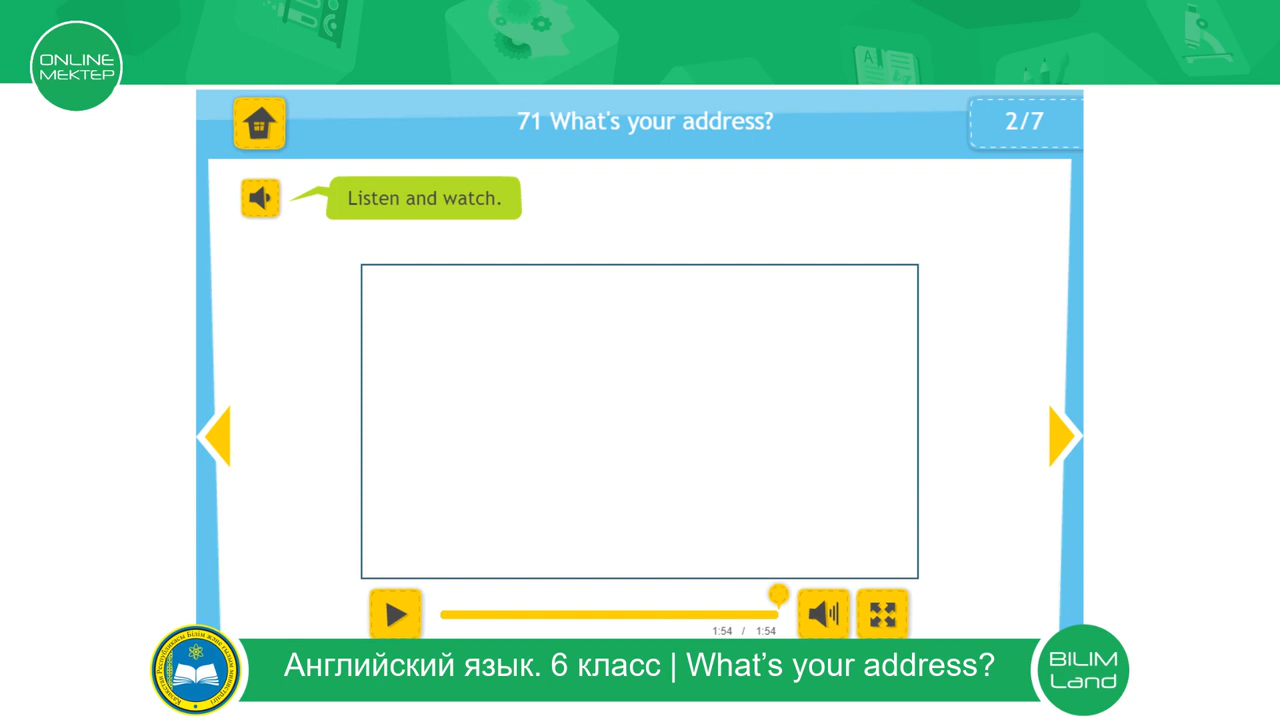 ONLINE
МЕКТЕР
71 What's your address?
2/7
Listen and watch.
1:54 / 1:54
Английский язык. 6 класс | What’s your address?
BILIM
Land